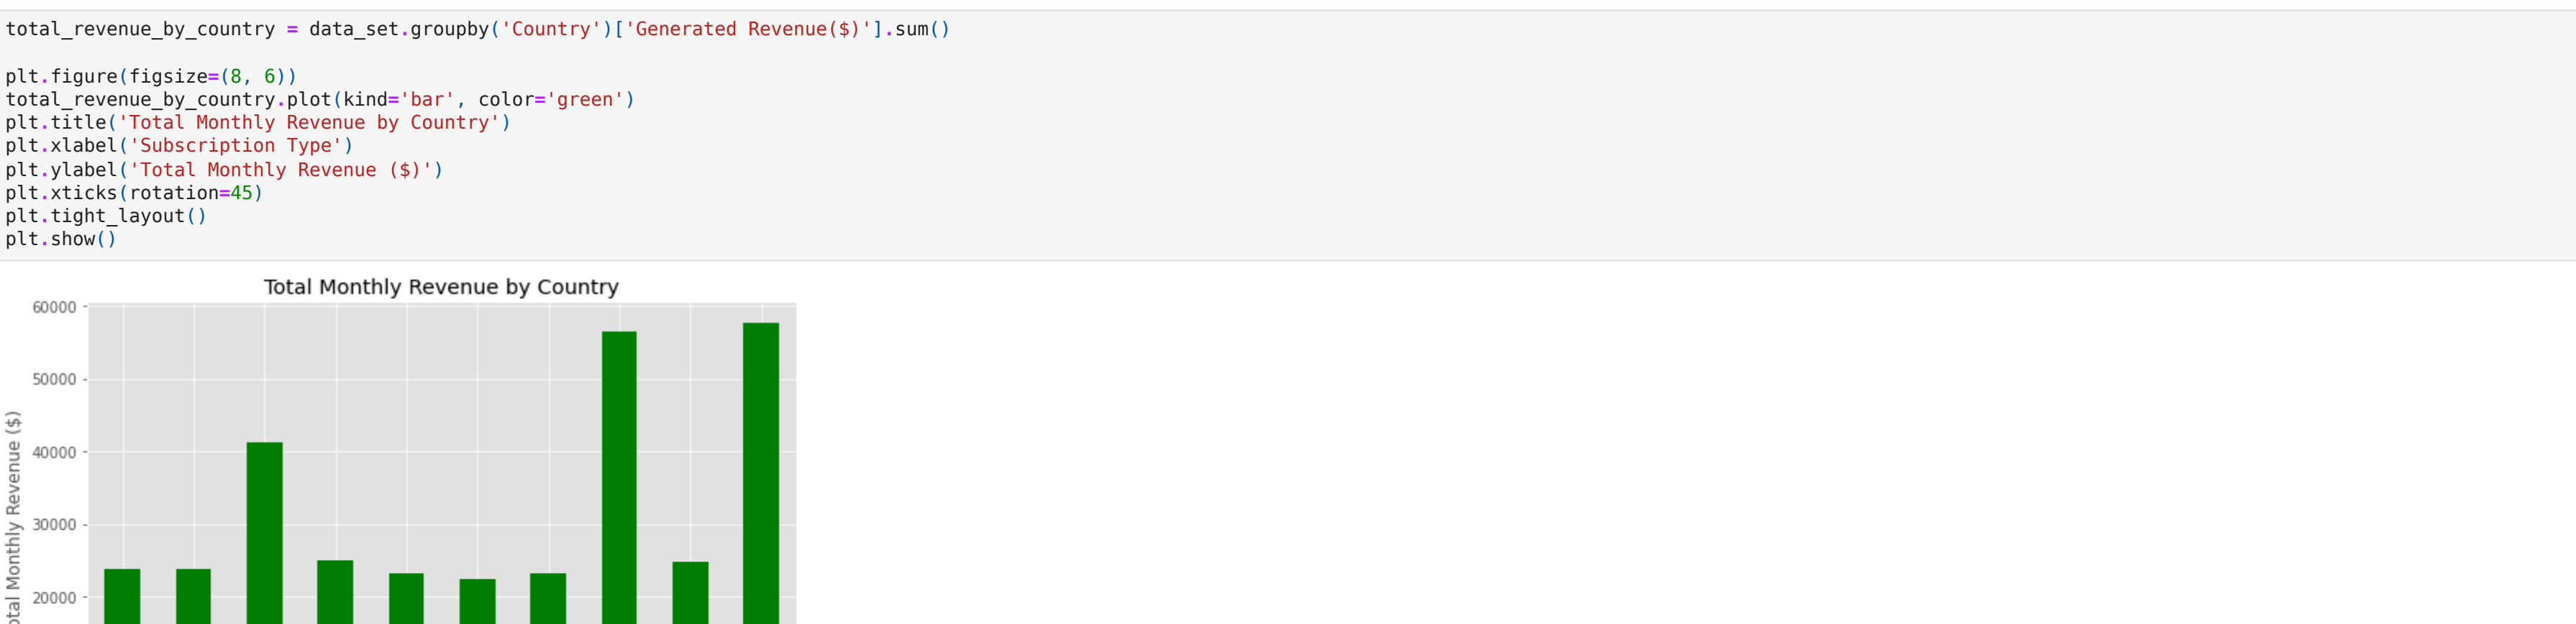 total_revenue_by_country = data_set.groupby('Country')['Generated Revenue($)'].sum()
plt.figure(figsize=(8, 6))
total_revenue_by_country.plot(kind='bar', color='green')
plt.title('Total Monthly Revenue by Country')
plt.xlabel('Subscription Type')
plt.ylabel('Total Monthly Revenue ($)')
plt.xticks(rotation=45)
plt.tight_layout()
plt.show()
Total Monthly Revenue by Country
60000
50000
40000
30000
20000
otal Monthly Revenue ($)